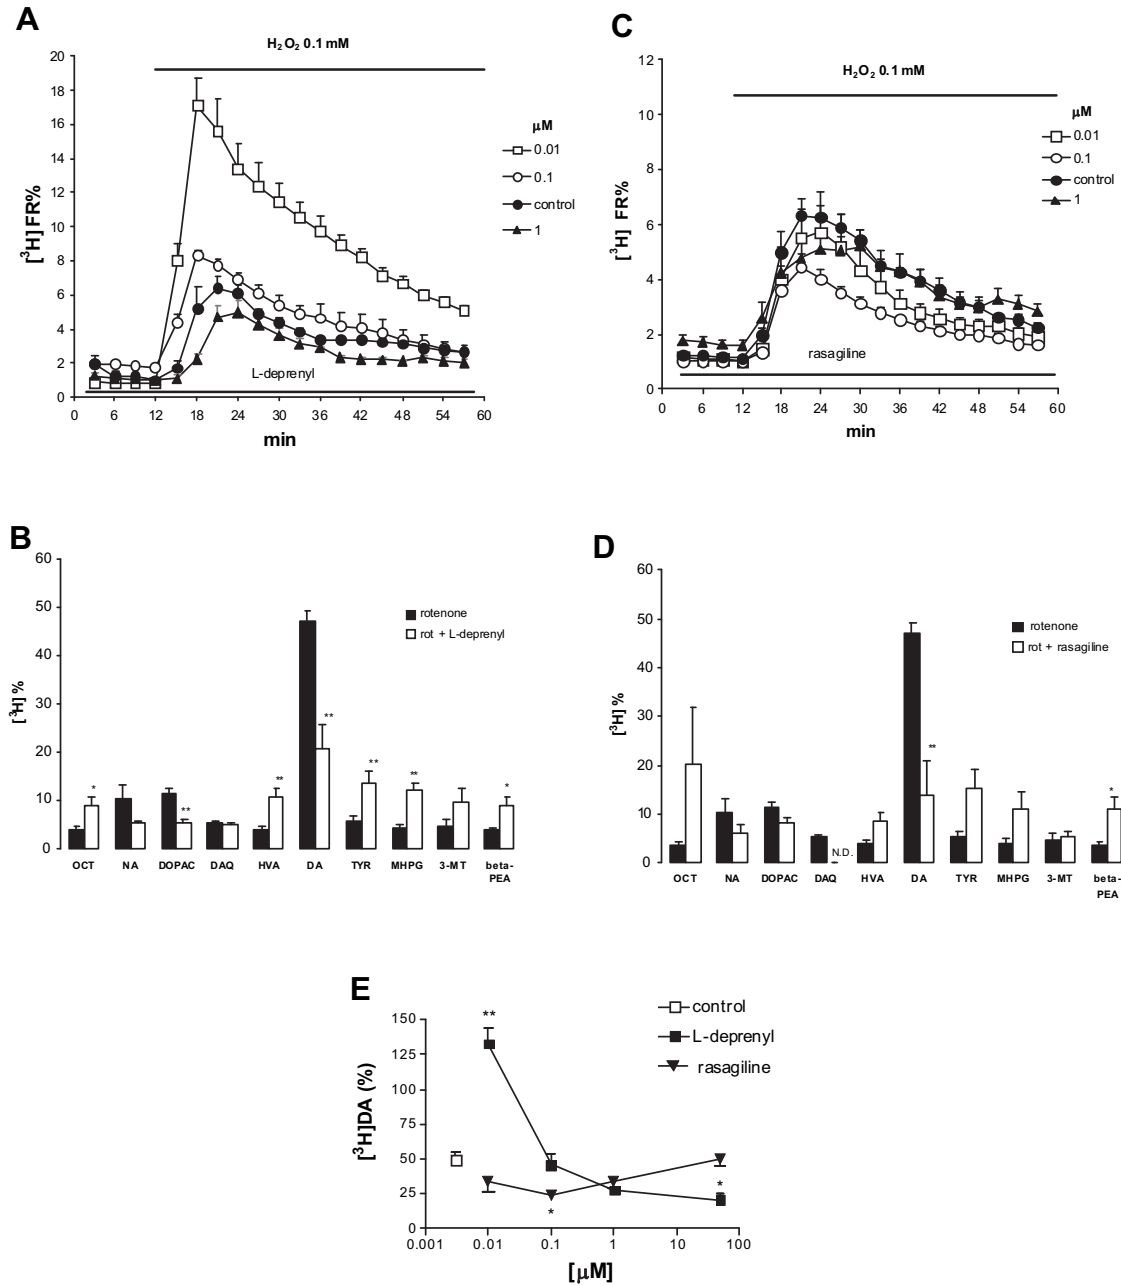 A
H₂O₂ 0.1 mM
[³H] FR%
20
18
16
14
12
10
8
6
4
2
0
μM
0.01
0.1
control
1
L-deprenyl
0 6 12 18 24 30 36 42 48 54 60
min
C
H₂O₂ 0.1 mM
[³H] FR%
12
10
8
6
4
2
0
μM
0.01
0.1
control
1
rasagiline
0 6 12 18 24 30 36 42 48 54 60
min
B
[³H] %
60
50
40
30
20
10
0
rotenone
rot + L-deprenyl
* ** ** ** ** ** *
OCT NA DOPAC DAQ HVA DA TYR MHPG 3-MT beta-
PEA
D
[³H] %
60
50
40
30
20
10
0
rotenone
rot + rasagiline
** *
N.D.
OCT NA DOPAC DAQ HVA DA TYR MHPG 3-MT beta-
PEA
E
[³H]DA (%)
150
125
100
75
50
25
0
control
L-deprenyl
rasagiline
**
*
*
0.001 0.01 0.1 1 10 100
[μM]